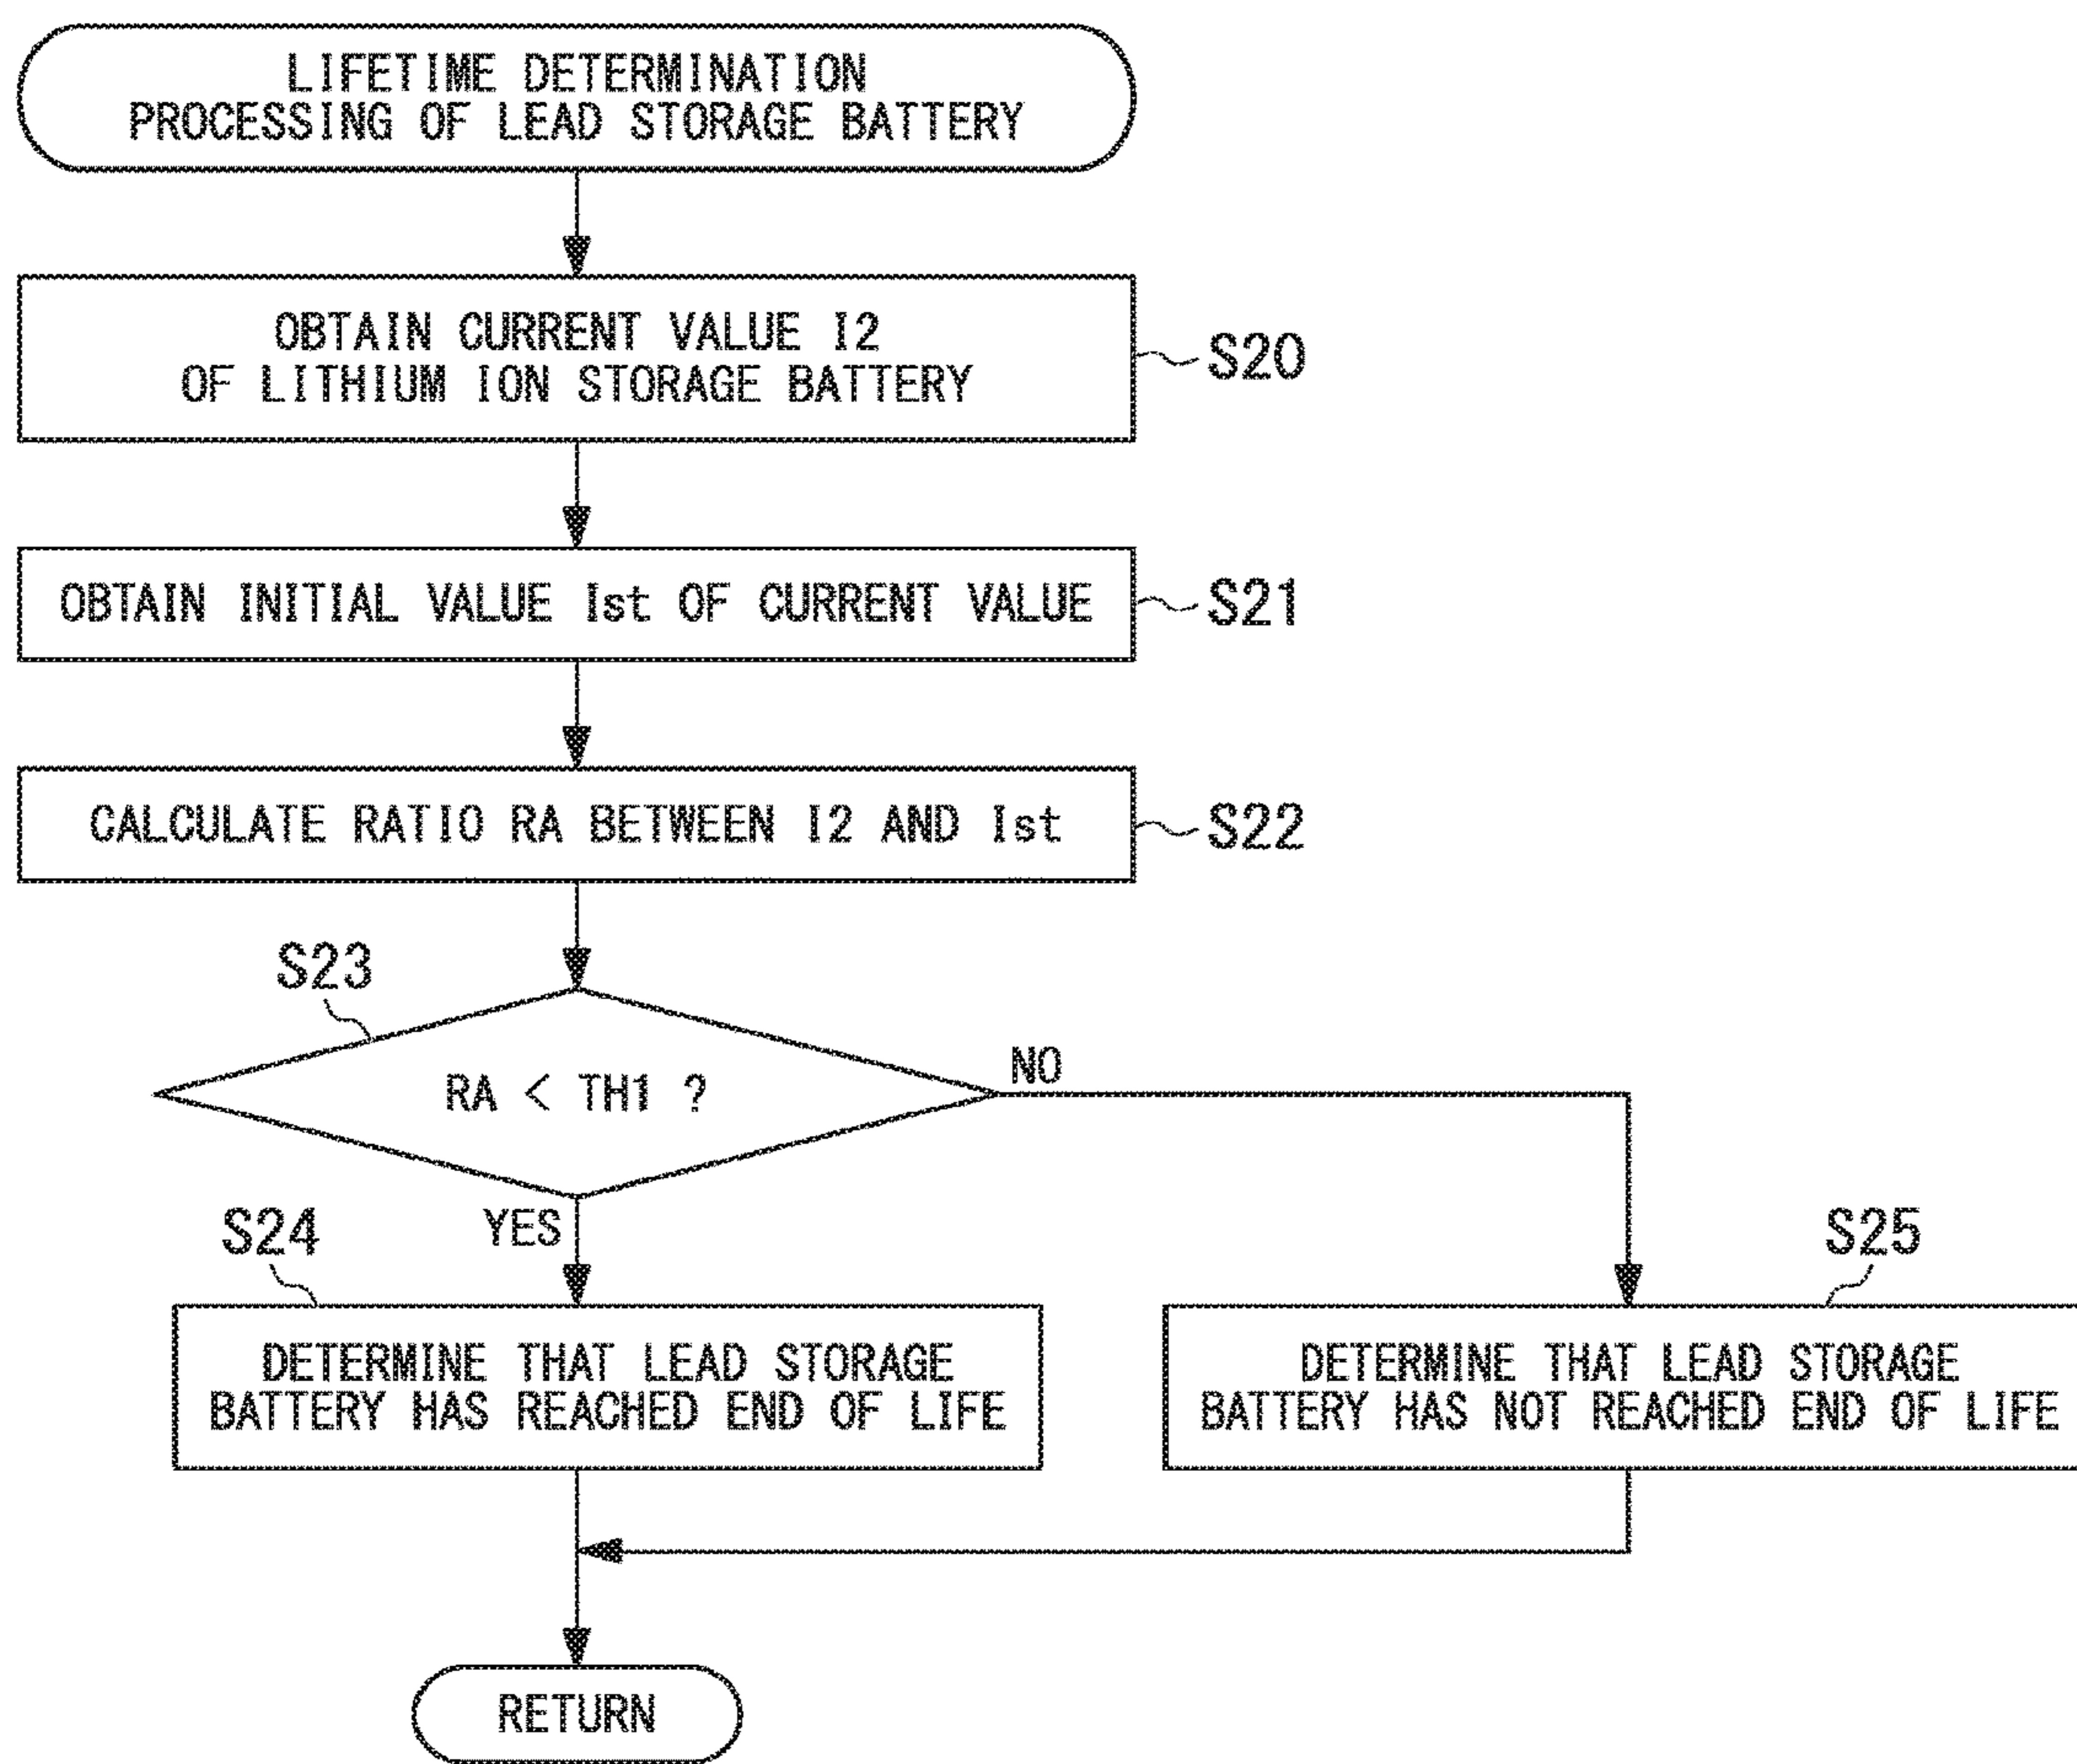 LIFETIME DETERMINATION
PROCESSING OF LEAD STORAGE BATTERY
OBTAIN CURRENT VALUE I2
OF LITHIUM ION STORAGE BATTERY
S20
OBTAIN INITIAL VALUE Ist OF CURRENT VALUE
S21
CALCULATE RATIO RA BETWEEN I2 AND Ist
S22
S23
RA < TH1 ?
NO
YES
S24
DETERMINE THAT LEAD STORAGE
BATTERY HAS REACHED END OF LIFE
S25
DETERMINE THAT LEAD STORAGE
BATTERY HAS NOT REACHED END OF LIFE
RETURN